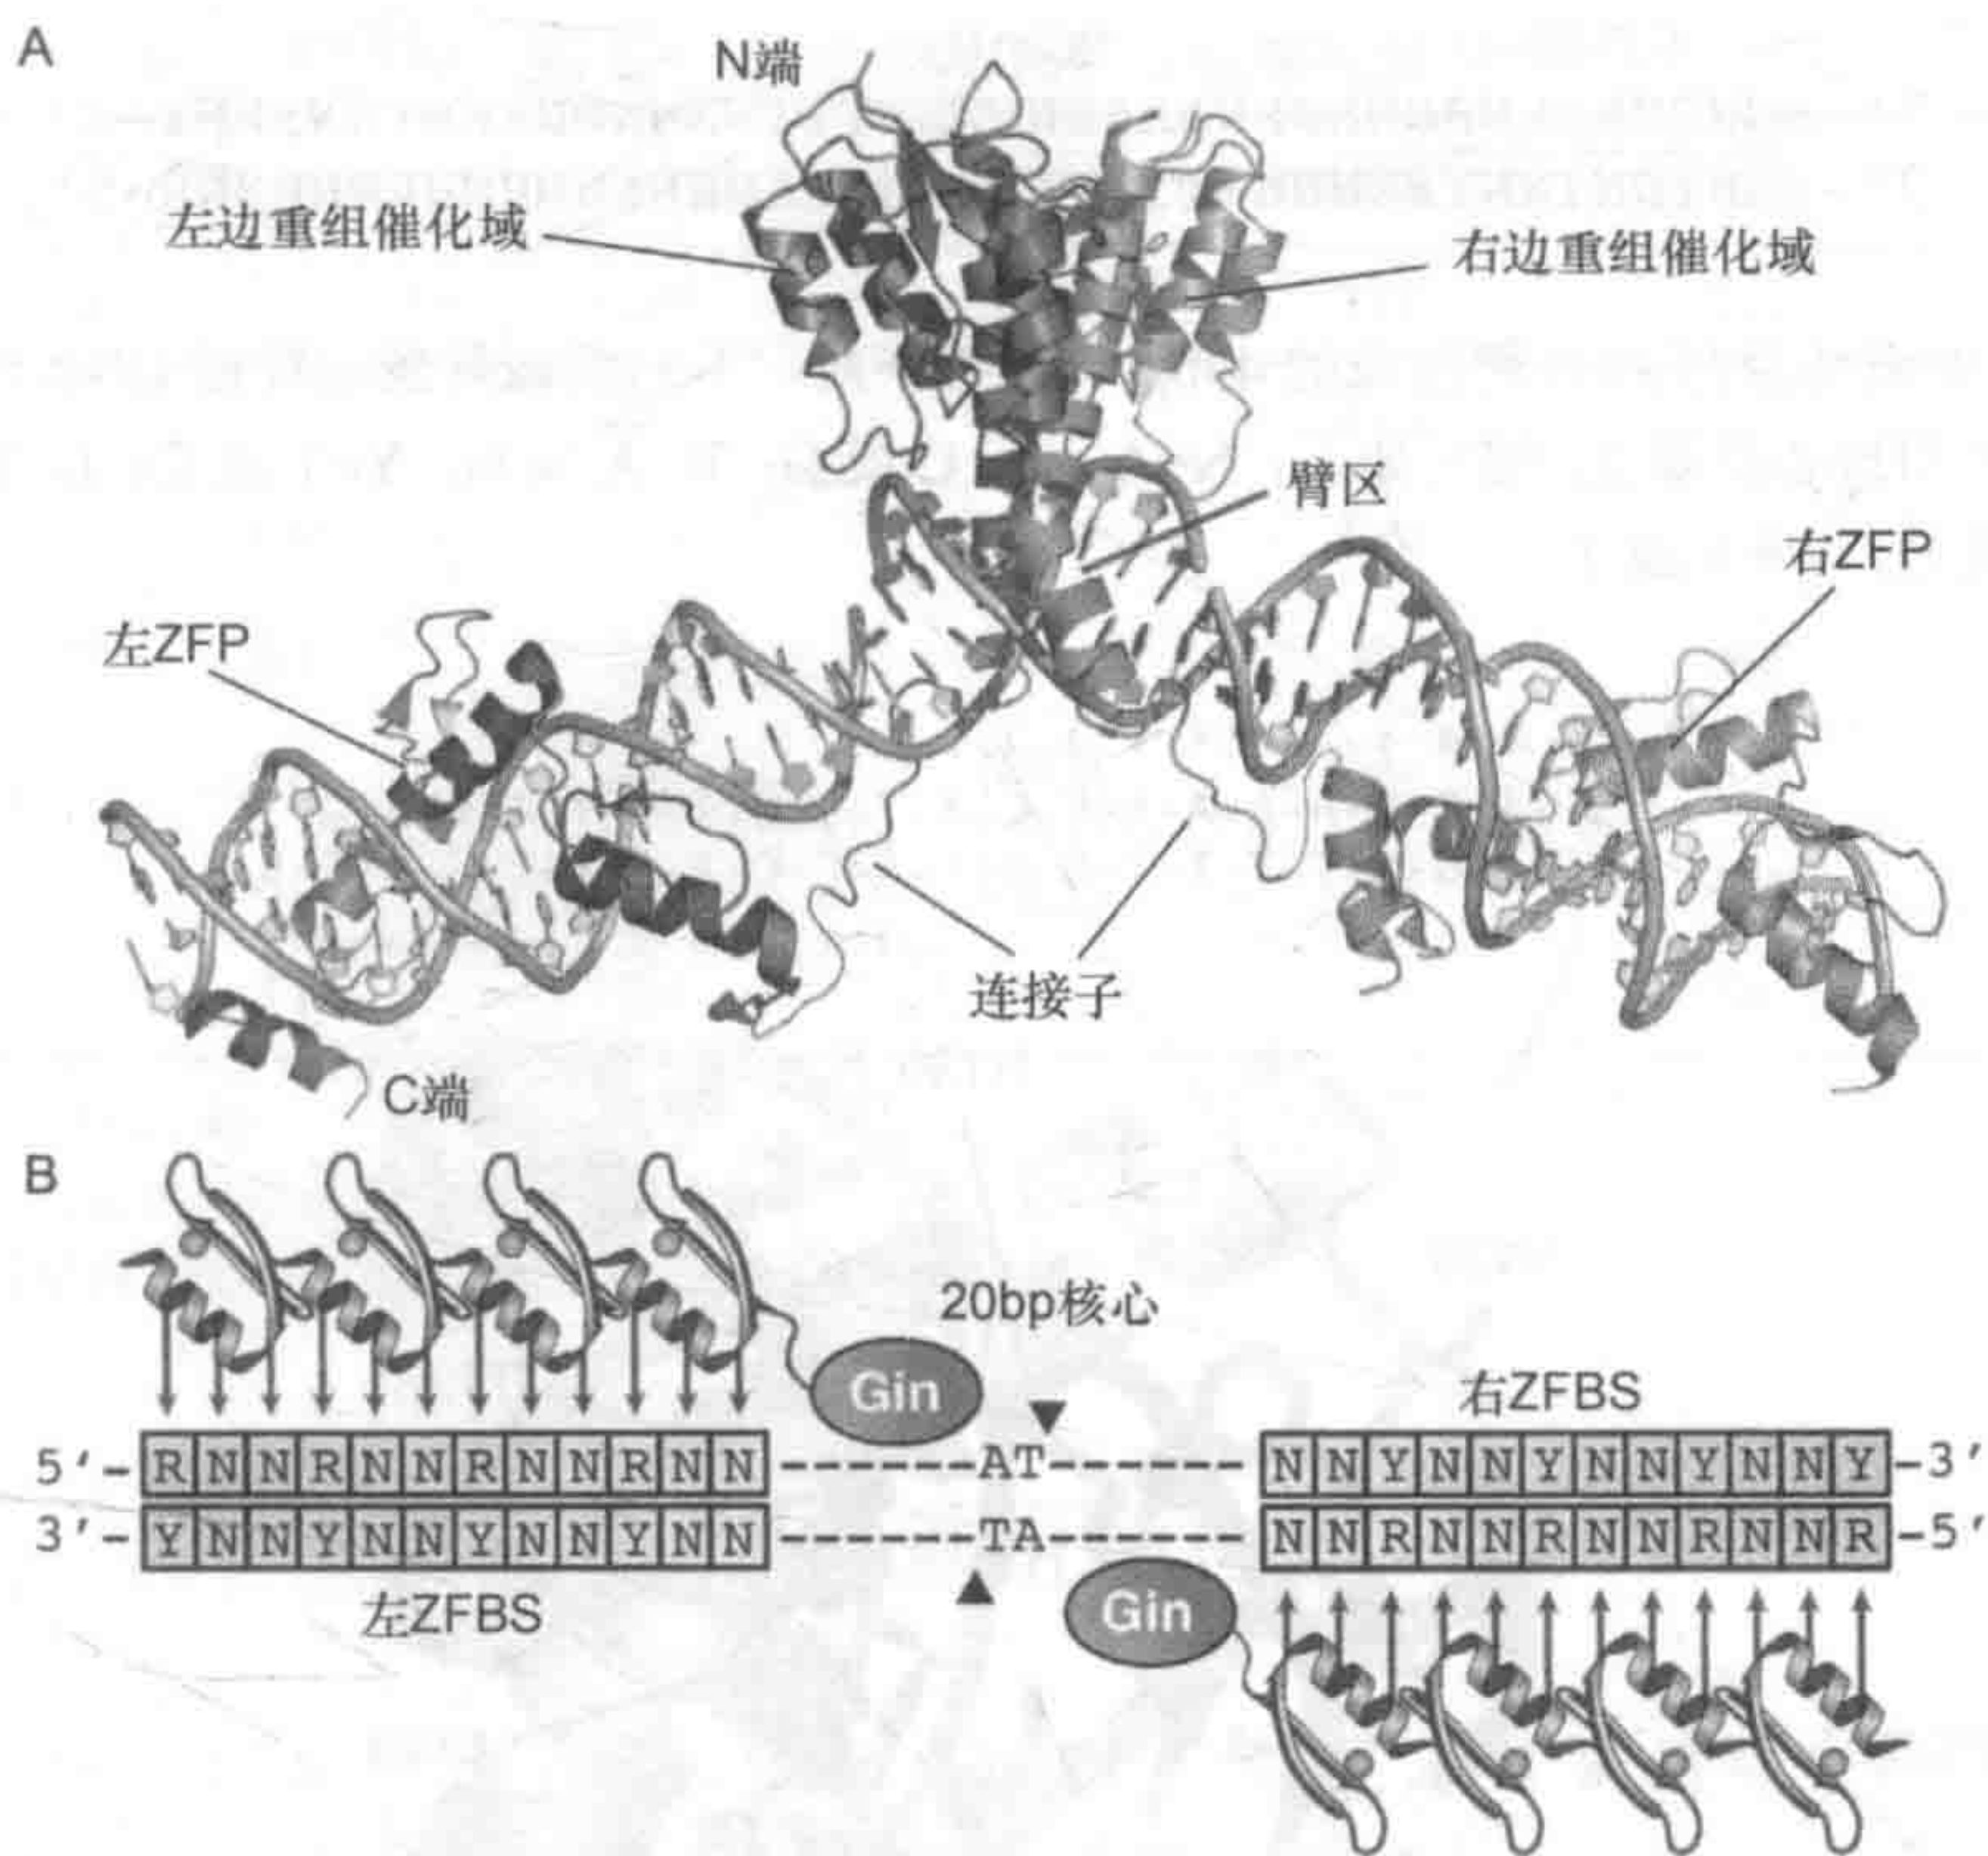 A
N端
左边重组催化域
右边重组催化域
臂区
右ZFP
左ZFP
连接子
C端
B
20bp核心
Gin
右ZFBS
5′-RNNRNNRNNRNN------AT------NNYNNYNNYNNY-3′
3′-YNNYNNYNNYNN------TA------NNRNNRNNRNNR-5′
左ZFBS
Gin